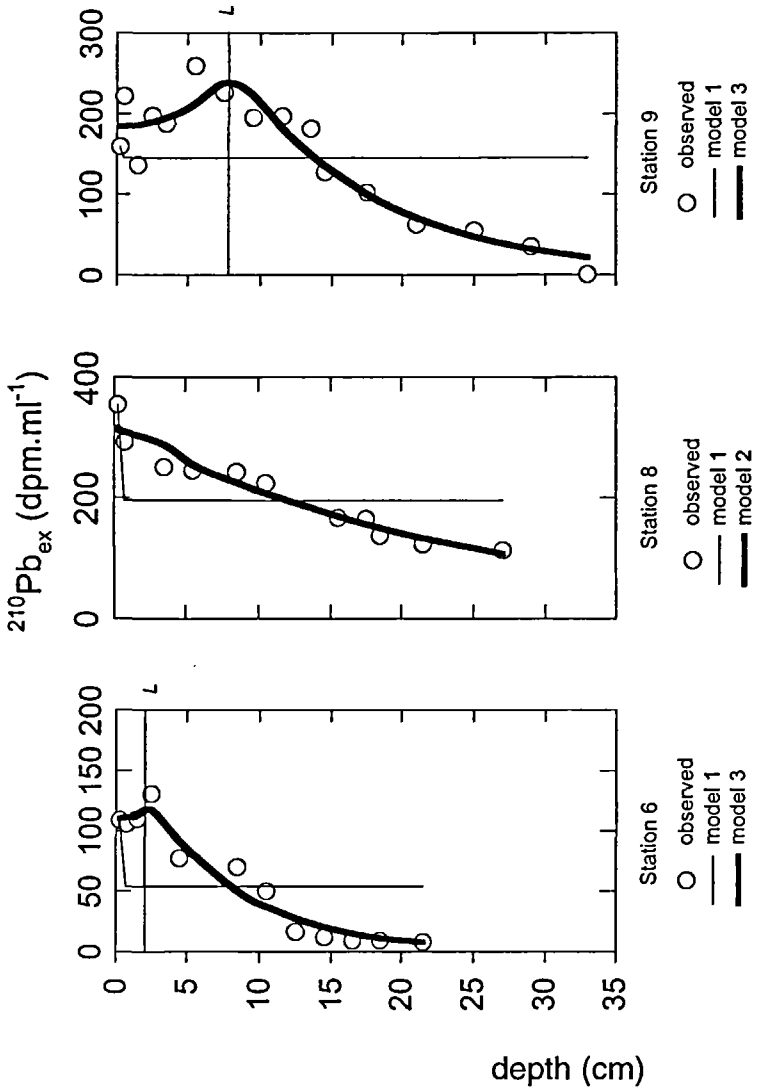 ²¹⁰Pb_ex (dpm.ml⁻¹)
0 50 100 150 200
0 200 400
0 100 200 300
depth (cm)
0
5
10
15
20
25
30
35
L
L
Station 6
observed
model 1
model 3
Station 8
observed
model 1
model 2
Station 9
observed
model 1
model 3